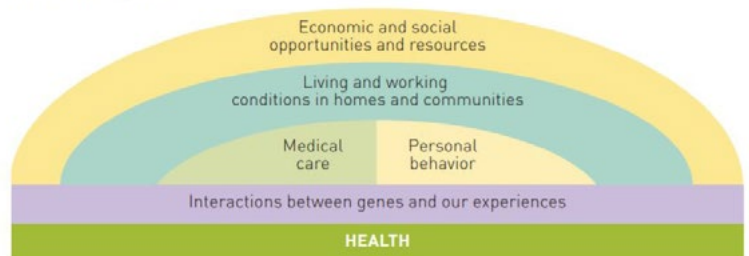 Economic and social
opportunities and resources
Living and working
conditions in homes and communities
Medical
care
Personal
behavior
Interactions between genes and our experiences
HEALTH